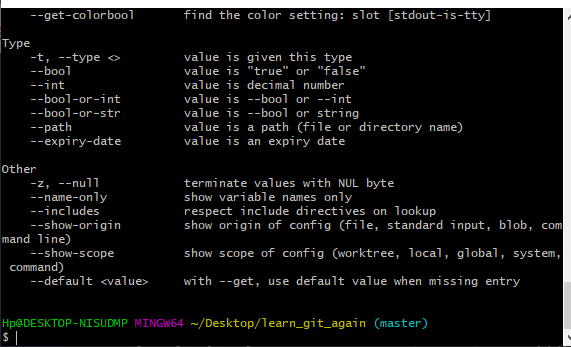 --get-colorbool find the color setting: slot [stdout-is-tty]
Type
-t, --type <> value is given this type
--bool value is "true" or "false"
--int value is decimal number
--bool-or-int value is --bool or --int
--bool-or-str value is --bool or string
--path value is a path (file or directory name)
--expiry-date value is an expiry date
Other
-z, --null terminate values with NUL byte
--name-only show variable names only
--includes respect include directives on lookup
--show-origin show origin of config (file, standard input, blob, com
mand line)
--show-scope show scope of config (worktree, local, global, system,
command)
--default <value> with --get, use default value when missing entry
Hp@DESKTOP-NISUDMP MINGW64 ~/Desktop/learn_git_again (master)
$